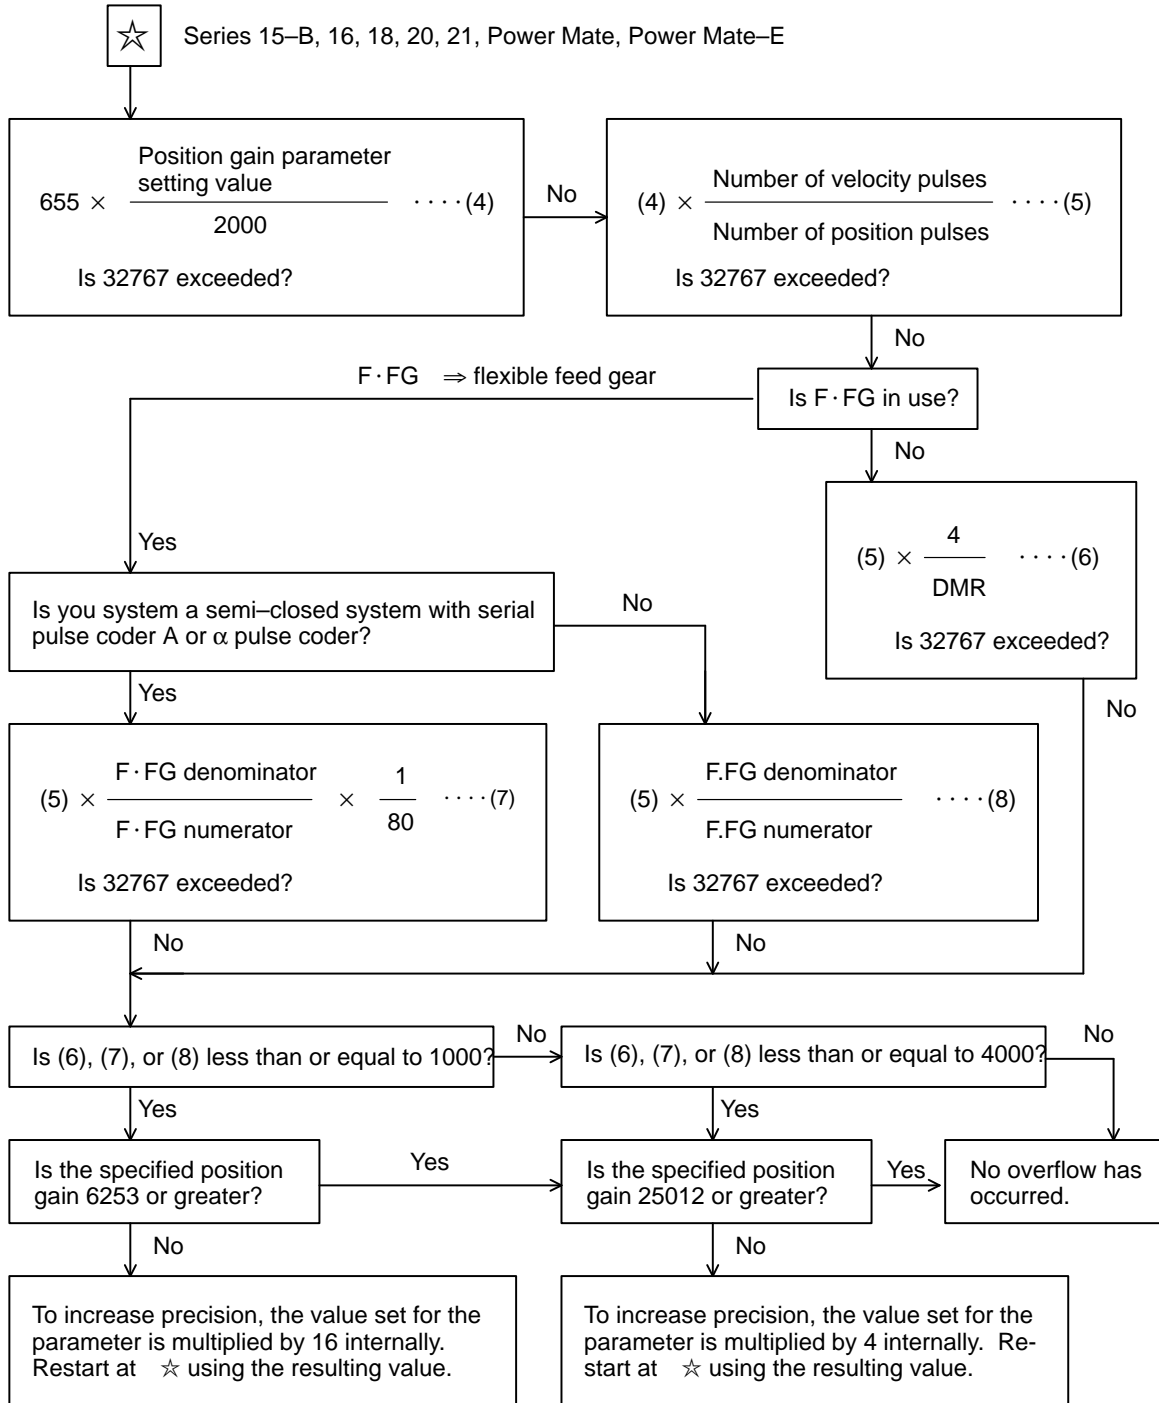 ☆ Series 15–B, 16, 18, 20, 21, Power Mate, Power Mate–E
Position gain parameter
setting value
655 × ‥‥(4)
2000
Is 32767 exceeded?
No
Number of velocity pulses
(4) × ‥‥(5)
Number of position pulses
Is 32767 exceeded?
No
F·FG ⇒ flexible feed gear
Is F·FG in use?
No
4
(5) × ‥‥(6)
DMR
Is 32767 exceeded?
No
Yes
Is you system a semi–closed system with serial
pulse coder A or α pulse coder?
No
Yes
F·FG denominator 1
(5) × × ‥‥(7)
F·FG numerator 80
Is 32767 exceeded?
No
F.FG denominator
(5) × ‥‥(8)
F.FG numerator
Is 32767 exceeded?
No
Is (6), (7), or (8) less than or equal to 1000?
No
Is (6), (7), or (8) less than or equal to 4000?
No
Yes
Yes
Is the specified position
gain 6253 or greater?
Yes
Is the specified position
gain 25012 or greater?
Yes
No overflow has
occurred.
No
No
To increase precision, the value set for the
parameter is multiplied by 16 internally.
Restart at ☆ using the resulting value.
To increase precision, the value set for the
parameter is multiplied by 4 internally. Re-
start at ☆ using the resulting value.